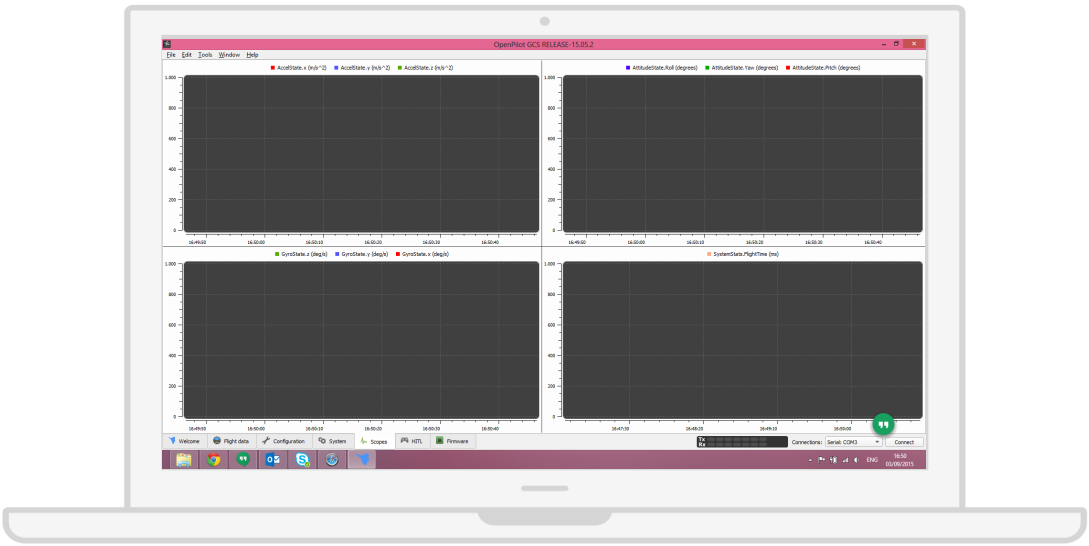 OpenPilot GCS RELEASE-15.05.2
File Edit Tools Window Help
AccelState.x (m/s^2) AccelState.y (m/s^2) AccelState.z (m/s^2)
1.000
800
600
400
200
0
16:49:50 16:50:00 16:50:10 16:50:20 16:50:30 16:50:40
AttitudeState.Roll (degrees) AttitudeState.Yaw (degrees) AttitudeState.Pitch (degrees)
1.000
800
600
400
200
0
16:49:50 16:50:00 16:50:10 16:50:20 16:50:30 16:50:40
GyroState.z (deg/s) GyroState.y (deg/s) GyroState.x (deg/s)
1.000
800
600
400
200
0
16:49:50 16:50:00 16:50:10 16:50:20 16:50:30 16:50:40
SystemStats.FlightTime (ms)
1.000
800
600
400
200
0
16:47:30 16:48:20 16:49:10 16:50:00
Welcome Flight data Configuration System Scopes HITL Firmware
Tx
Rx
Connections: Serial: COM3 Connect
ENG
16:50
03/09/2015